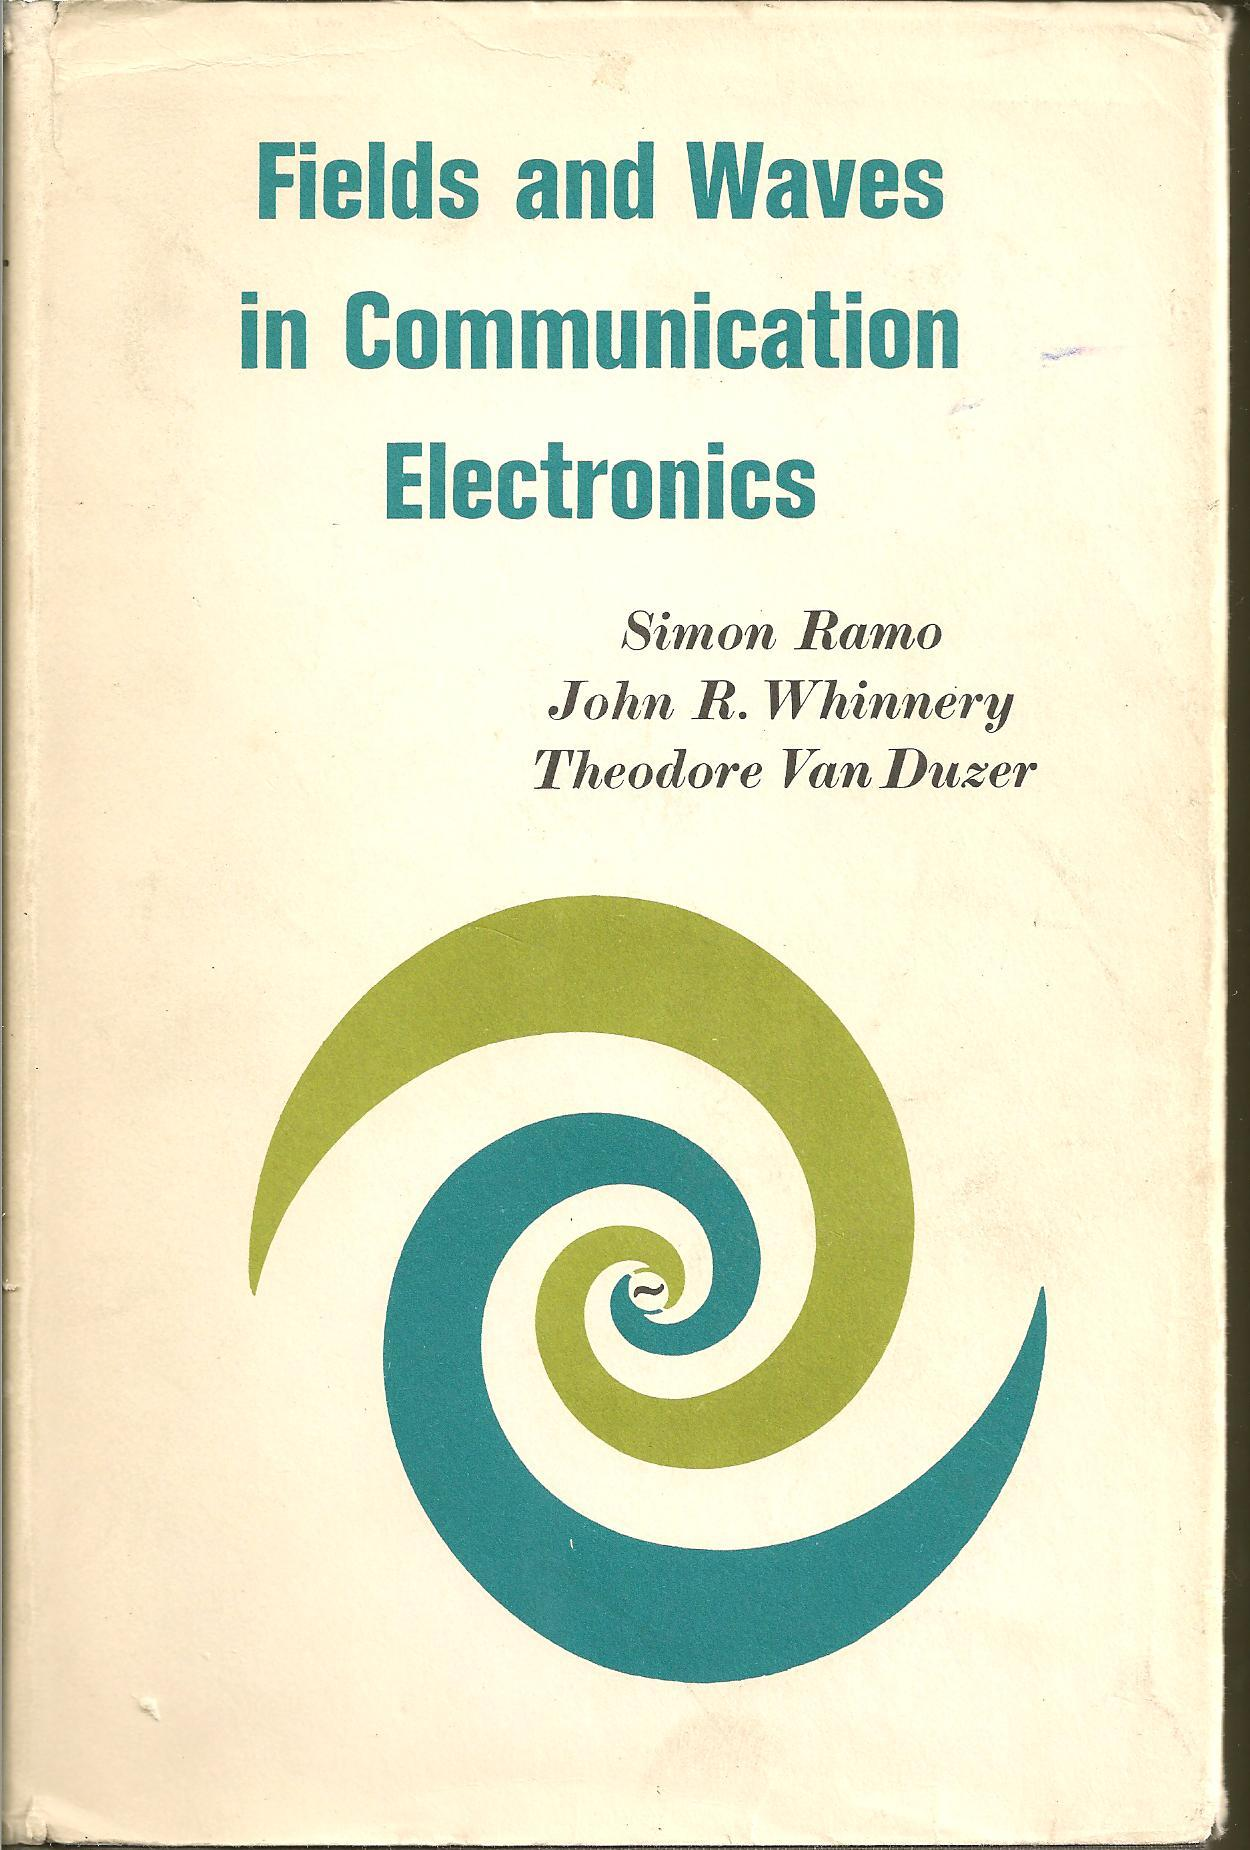 Fields and Waves
in Communication
Electronics
Simon Ramo
John R. Whinnery
Theodore Van Duzer
~